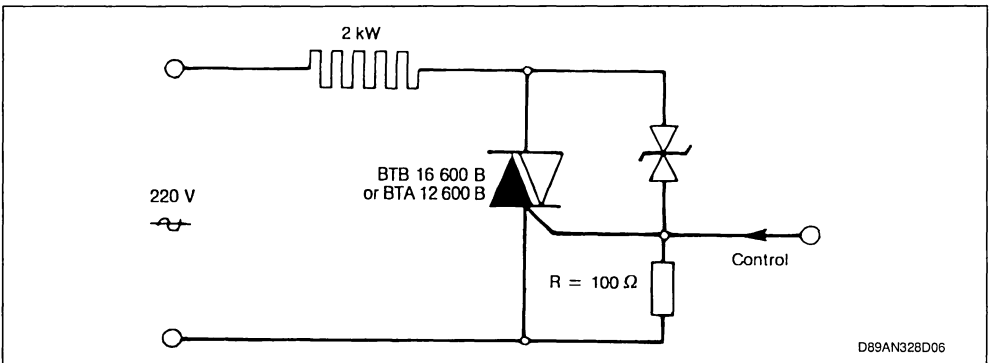 2 kW
BTB 16 600 B
or BTA 12 600 B
220 V
Control
R = 100 Ω
D89AN328D06